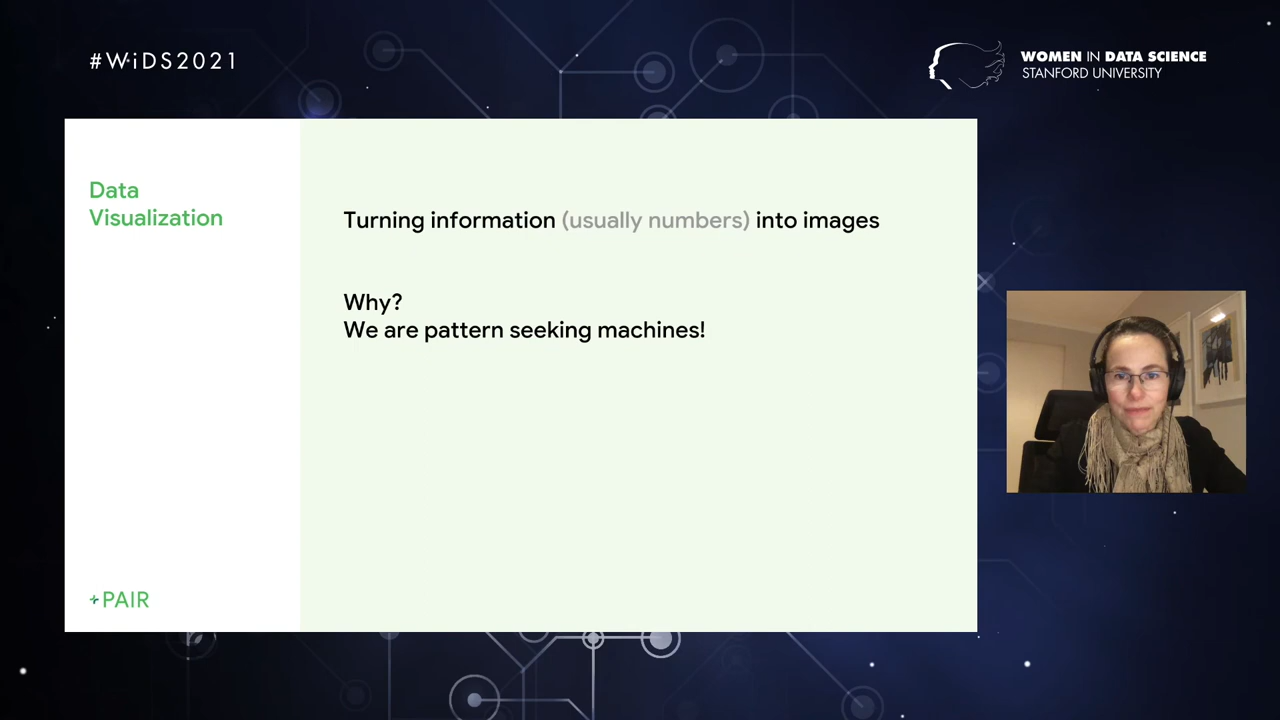 #WiDS2021
WOMEN IN DATA SCIENCE
STANFORD UNIVERSITY
Data
Visualization
Turning information (usually numbers) into images
Why?
We are pattern seeking machines!
+PAIR